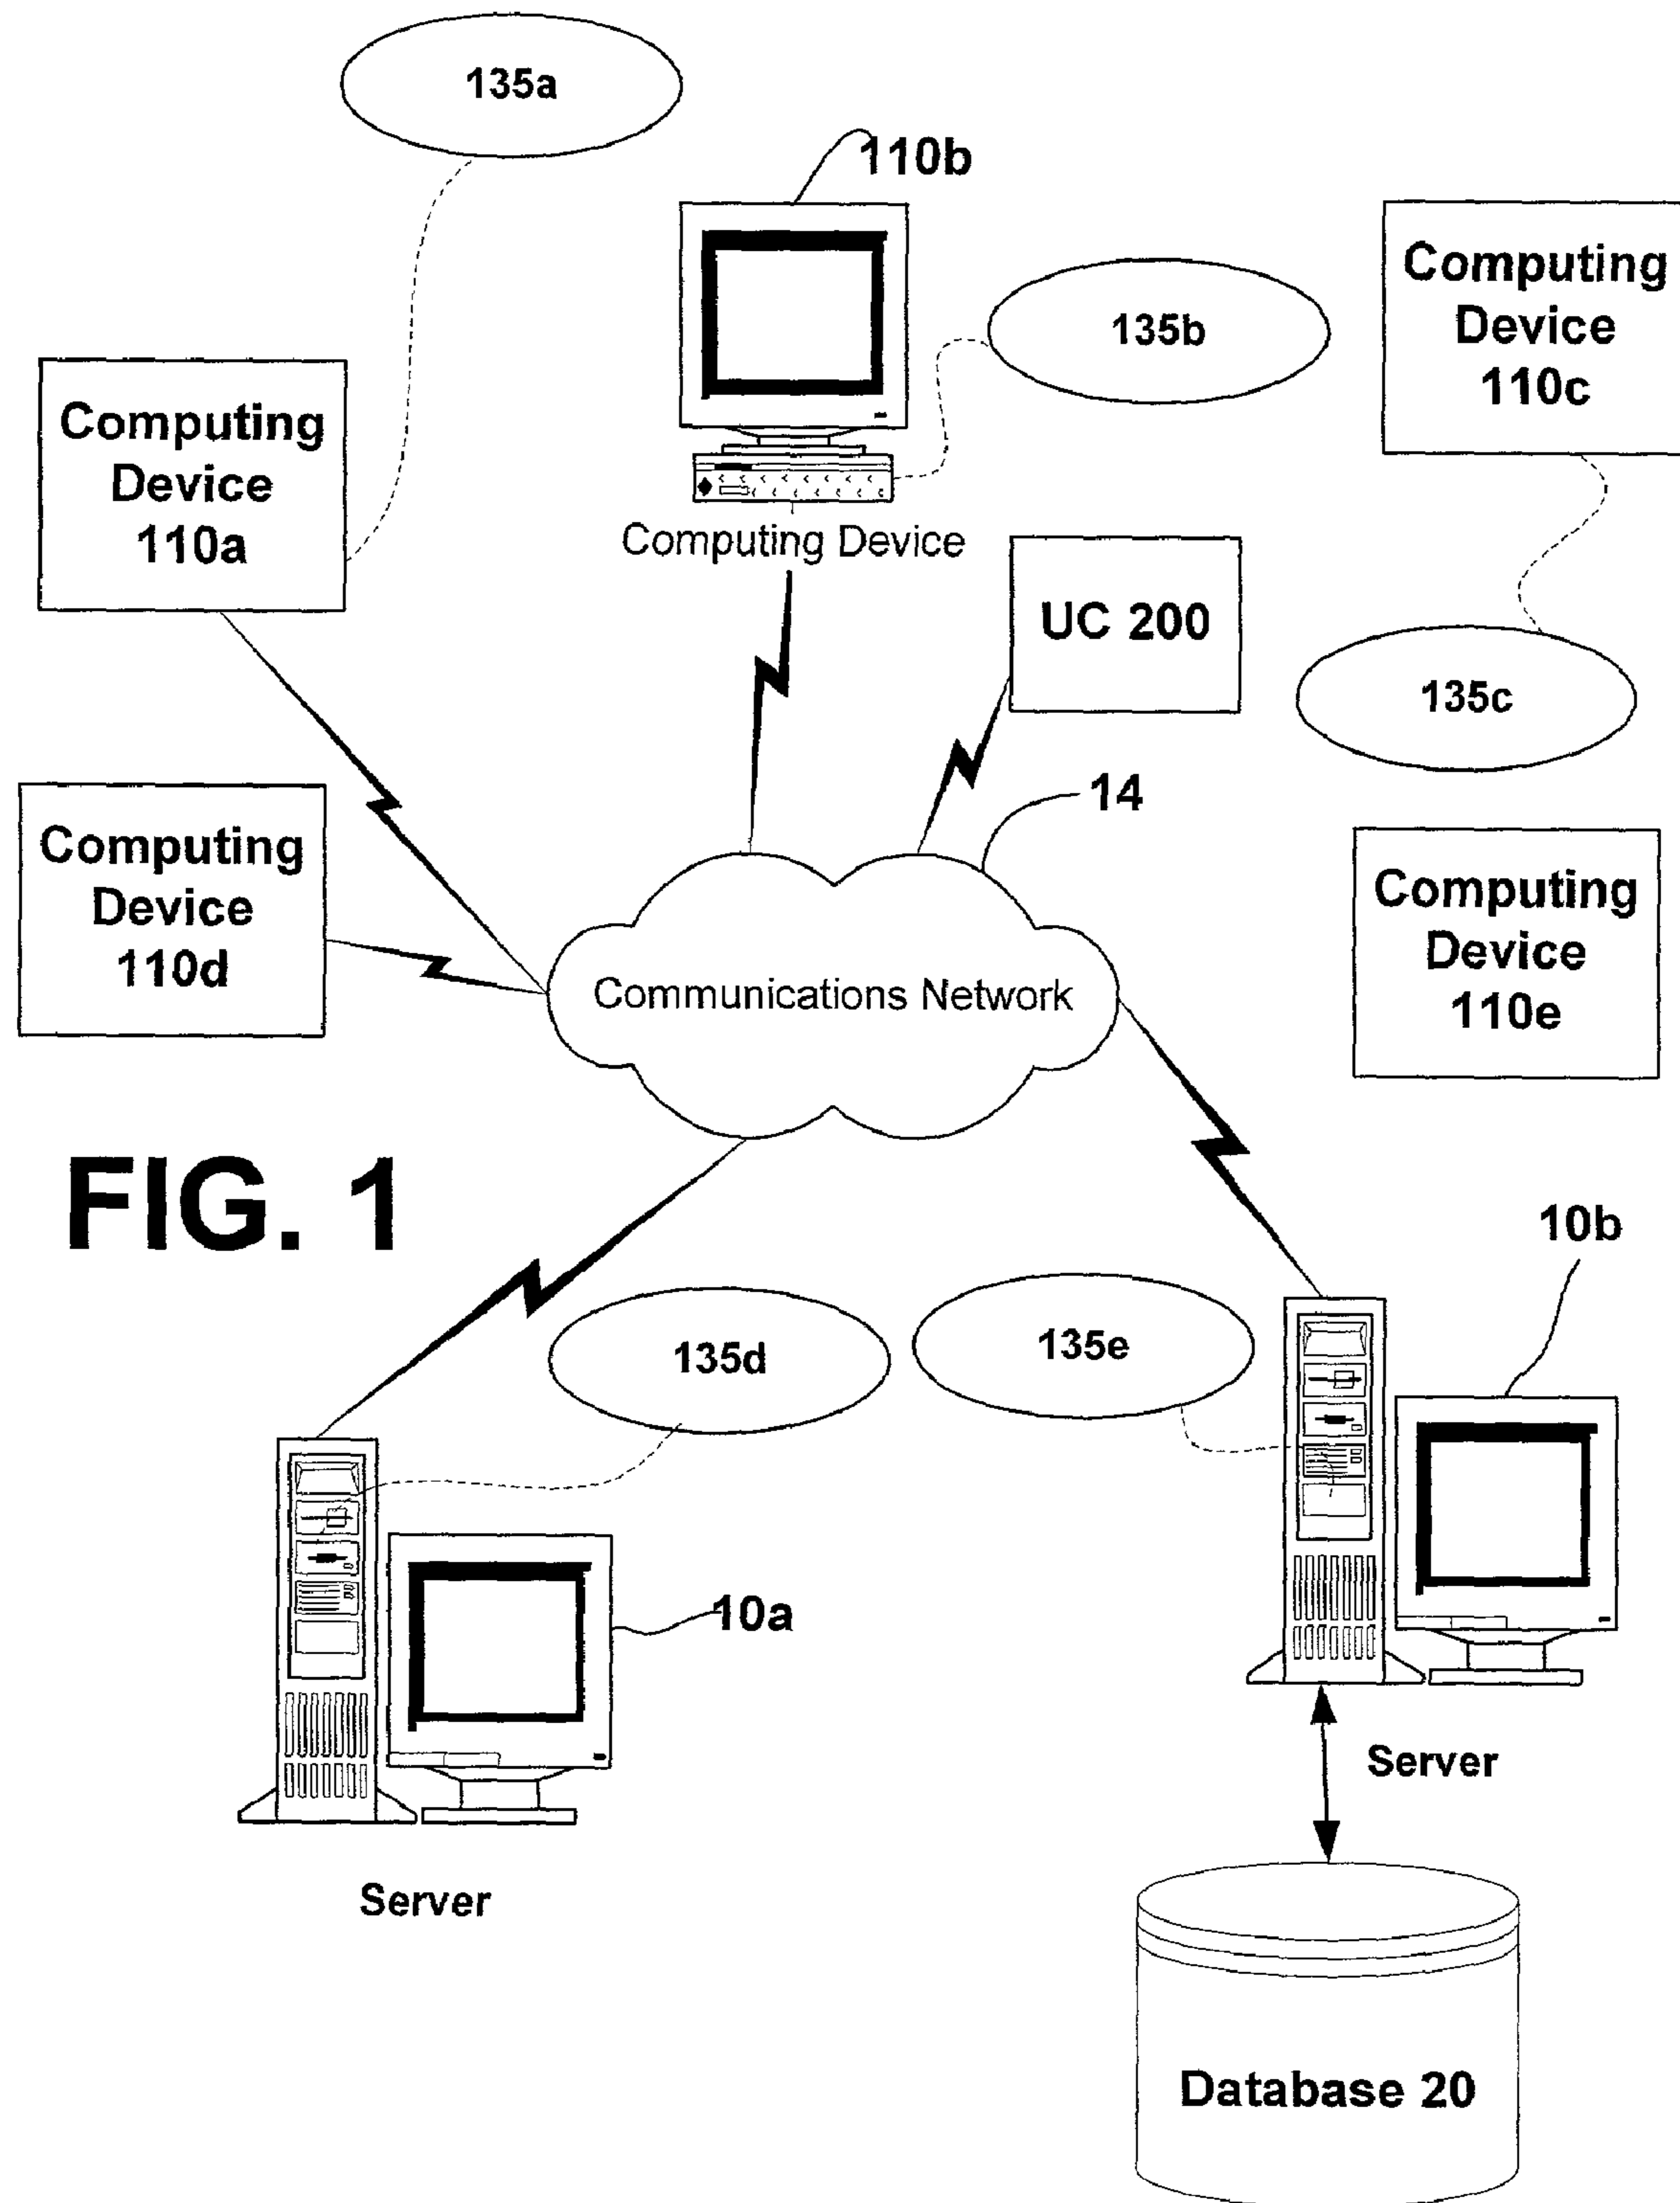 135a
110b
Computing
Device
110c
135b
Computing
Device
110a
Computing Device
UC 200
135c
14
Computing
Device
110d
Computing
Device
110e
Communications Network
FIG. 1
10b
135d
135e
10a
Server
Server
Database 20